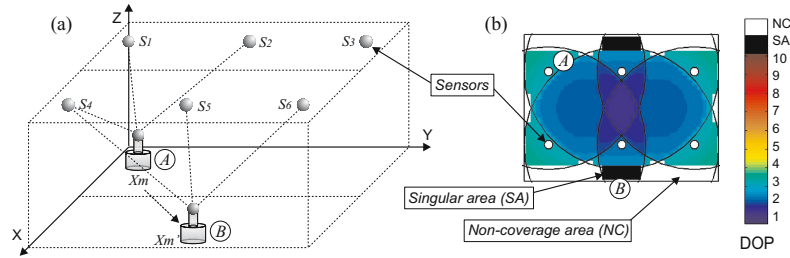 (a)
Z
S1
S2
S3
S4
S5
S6
Sensors
Y
A
Xm
B
Xm'
X
(b)
A
B
Singular area (SA)
Non-coverage area (NC)
NC
SA
10
9
8
7
6
5
4
3
2
1
DOP